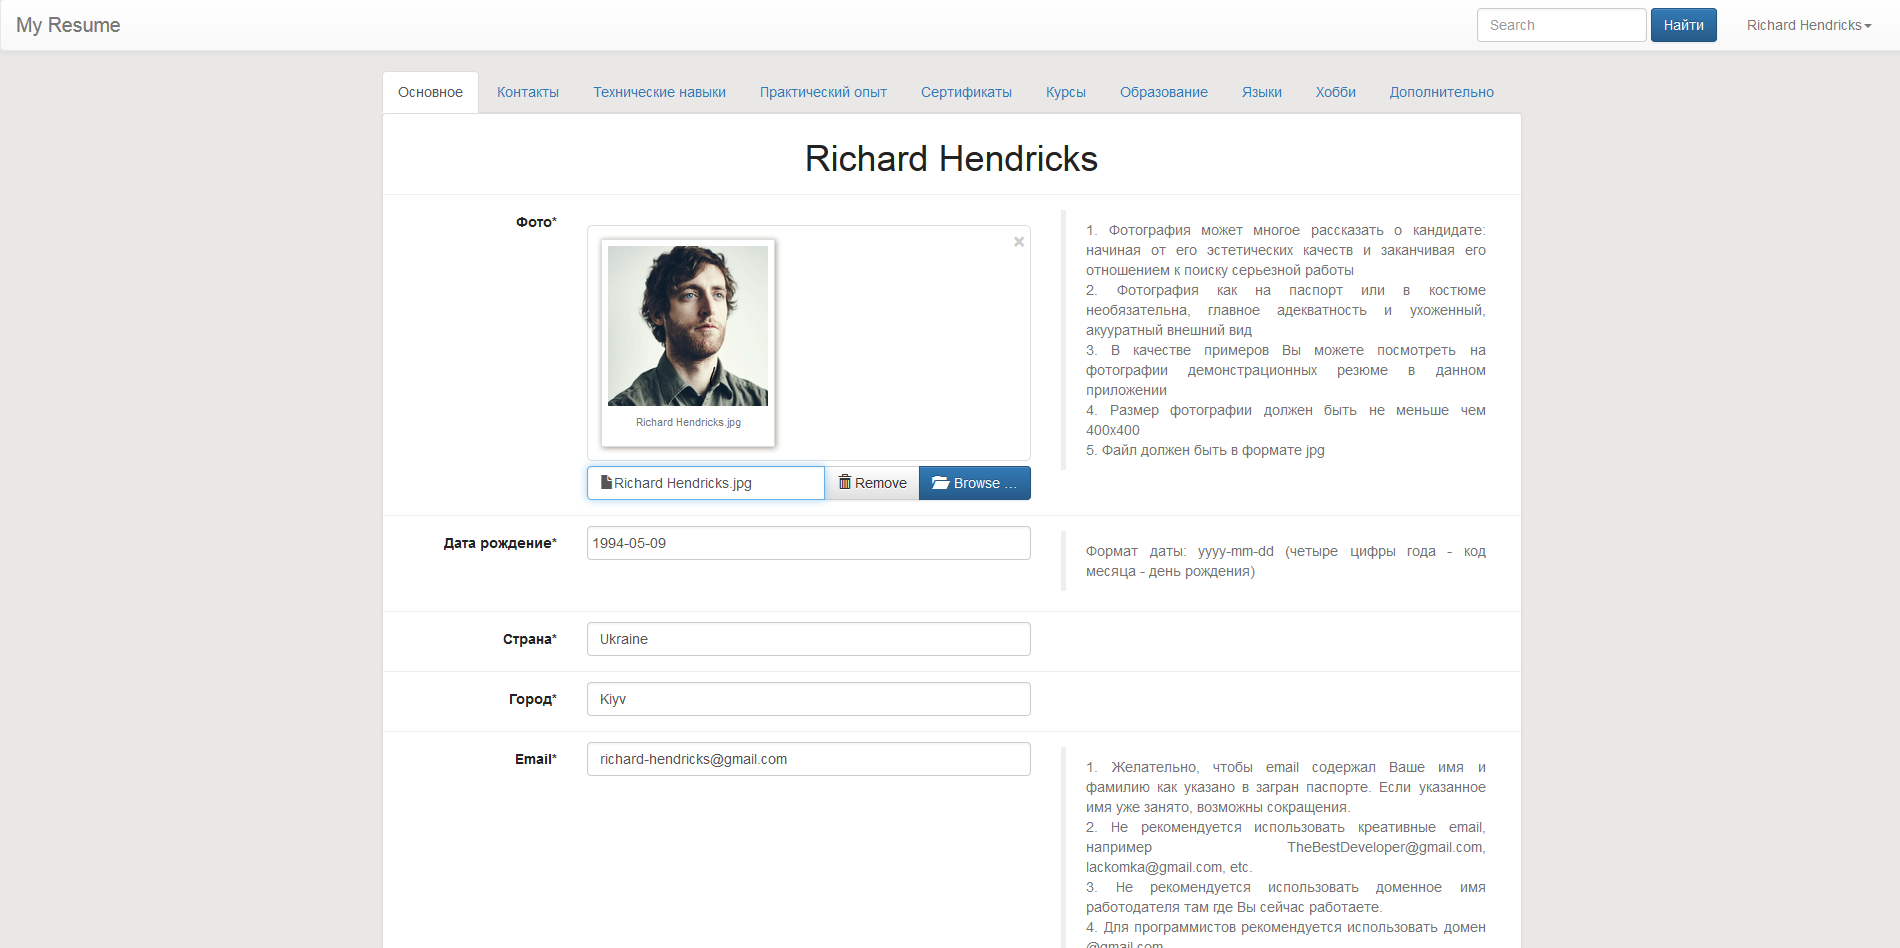 My Resume
Search
Найти
Richard Hendricks
Основное
Контакты
Технические навыки
Практический опыт
Сертификаты
Курсы
Образование
Языки
Хобби
Дополнительно
Richard Hendricks
Фото*
×
Richard Hendricks.jpg
Richard Hendricks.jpg
Remove
Browse ...
1. Фотография может многое рассказать о кандидате:
начиная от его эстетических качеств и заканчивая его
отношением к поиску серьезной работы
2. Фотография как на паспорт или в костюме
необязательна, главное адекватность и ухоженный,
акууратный внешний вид
3. В качестве примеров Вы можете посмотреть на
фотографии демонстрационных резюме в данном
приложении
4. Размер фотографии должен быть не меньше чем
400x400
5. Файл должен быть в формате jpg
Дата рождение*
1994-05-09
Формат даты: yyyy-mm-dd (четыре цифры года - код
месяца - день рождения)
Страна*
Ukraine
Город*
Kiyv
Email*
richard-hendricks@gmail.com
1. Желательно, чтобы email содержал Ваше имя и
фамилию как указано в загран паспорте. Если указанное
имя уже занято, возможны сокращения.
2. Не рекомендуется использовать креативные email,
например TheBestDeveloper@gmail.com,
lackomka@gmail.com, etc.
3. Не рекомендуется использовать доменное имя
работодателя там где Вы сейчас работаете.
4. Для программистов рекомендуется использовать домен
@gmail.com